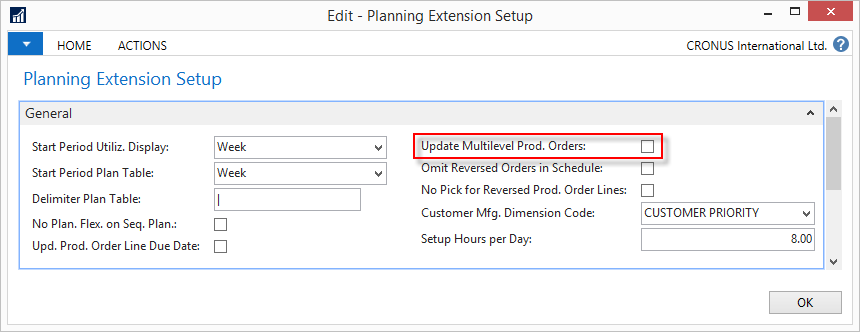 Edit - Planning Extension Setup
HOME ACTIONS CRONUS International Ltd. ?
Planning Extension Setup
General
Start Period Utiliz. Display: Week
Start Period Plan Table: Week
Delimiter Plan Table: |
No Plan. Flex. on Seq. Plan.:
Upd. Prod. Order Line Due Date:
Update Multilevel Prod. Orders:
Omit Reversed Orders in Schedule:
No Pick for Reversed Prod. Order Lines:
Customer Mfg. Dimension Code: CUSTOMER PRIORITY
Setup Hours per Day: 8.00
OK